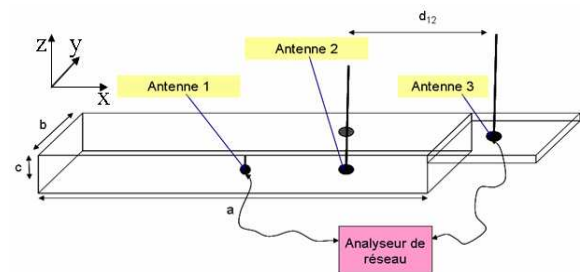 d12
z
y
x
Antenne 2
Antenne 1
Antenne 3
b
c
a
Analyseur de
réseau